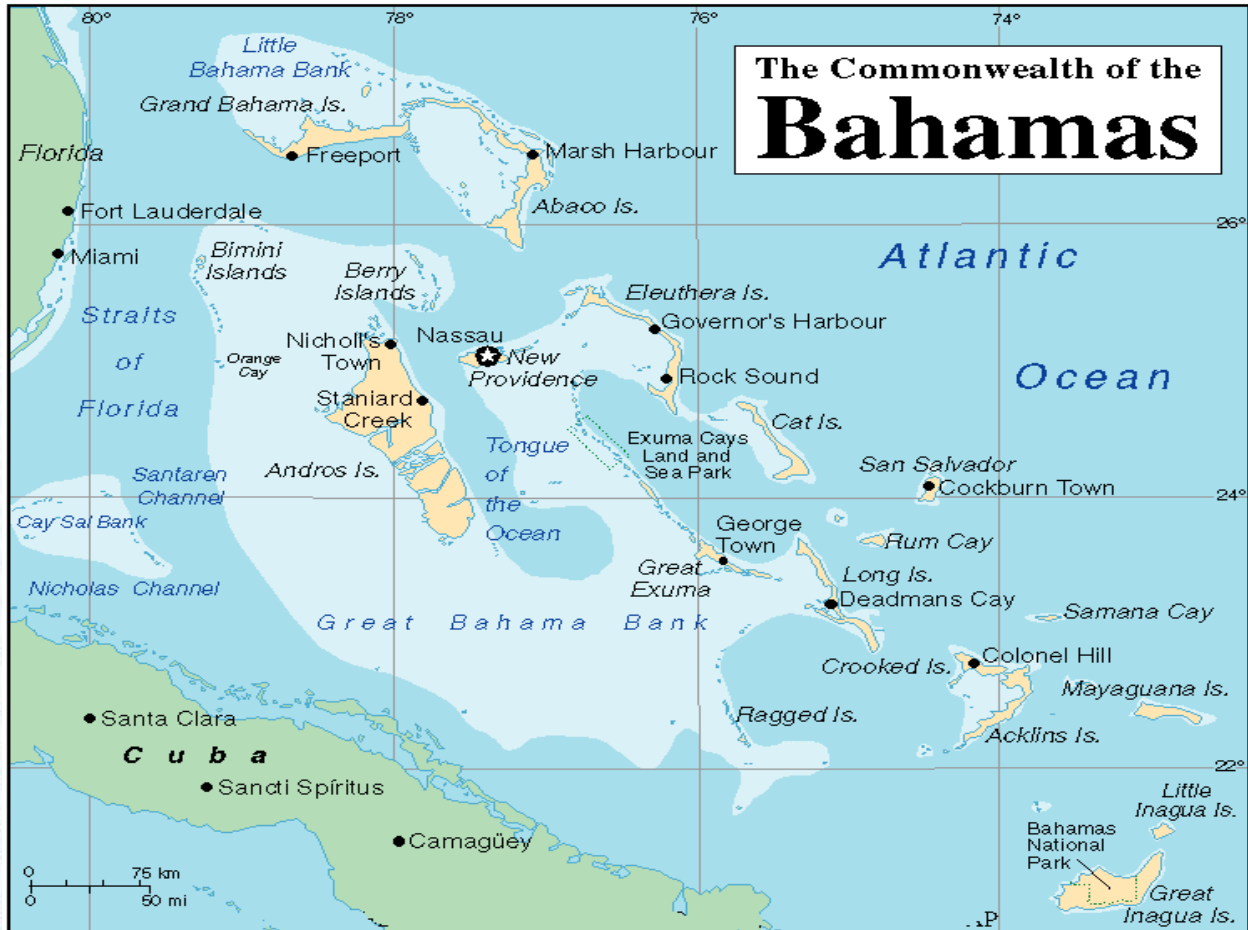 80°
78°
76°
74°
The Commonwealth of the
Bahamas
Little
Bahama Bank
Grand Bahama Is.
Florida
Freeport
Marsh Harbour
Abaco Is.
Fort Lauderdale
26°
Miami
Bimini
Islands
Berry
Islands
Atlantic
Ocean
Eleuthera Is.
Governor's Harbour
Straits
of
Florida
Orange
Cay
Nicholl's
Town
Nassau
New
Providence
Rock Sound
Staniard
Creek
Cat Is.
Exuma Cays
Land and
Sea Park
Tongue
of
the
Ocean
Andros Is.
Santaren
Channel
San Salvador
Cockburn Town
24°
Cay Sal Bank
George
Town
Rum Cay
Great
Exuma
Long Is.
Deadmans Cay
Nicholas Channel
Great Bahama Bank
Samana Cay
Crooked Is.
Colonel Hill
Mayaguana Is.
Ragged Is.
Acklins Is.
Santa Clara
Cuba
22°
Sancti Spíritus
Little
Inagua Is.
Camagüey
Bahamas
National
Park
Great
Inagua Is.
0 75 km
0 50 mi